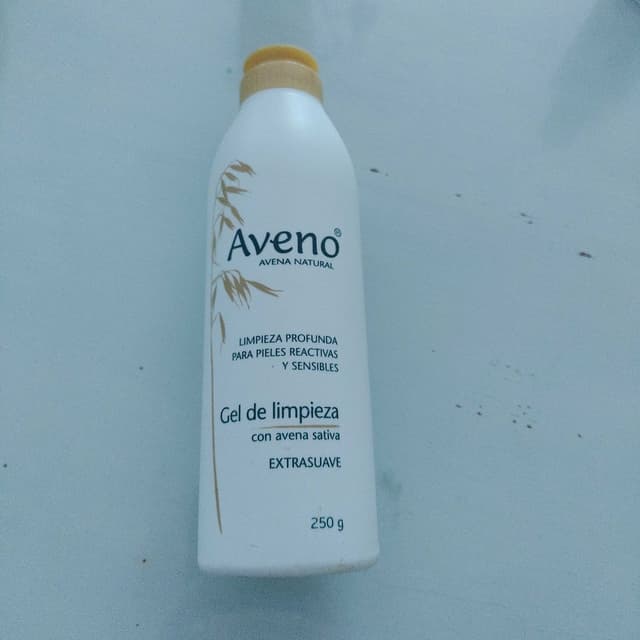 Aveno®
AVENA NATURAL
LIMPIEZA PROFUNDA
PARA PIELES REACTIVAS
Y SENSIBLES
Gel de limpieza
con avena sativa
EXTRASUAVE
250 g